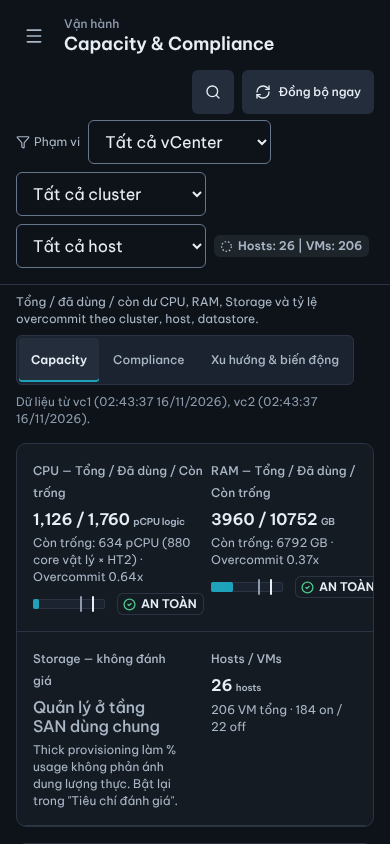 Vận hành
Capacity & Compliance
Đồng bộ ngay
Phạm vi
Tất cả vCenter
Tất cả cluster
Tất cả host
Hosts: 26 | VMs: 206
Tổng / đã dùng / còn dư CPU, RAM, Storage và tỷ lệ
overcommit theo cluster, host, datastore.
Capacity
Compliance
Xu hướng & biến động
Dữ liệu từ vc1 (02:43:37 16/11/2026), vc2 (02:43:37
16/11/2026).
CPU — Tổng / Đã dùng / Còn
trống
1,126 / 1,760 pCPU logic
Còn trống: 634 pCPU (880
core vật lý × HT2) ·
Overcommit 0.64x
AN TOÀN
RAM — Tổng / Đã dùng /
Còn trống
3960 / 10752 GB
Còn trống: 6792 GB ·
Overcommit 0.37x
AN TOÀN
Storage — không đánh
giá
Quản lý ở tầng
SAN dùng chung
Thick provisioning làm %
usage không phản ánh
dung lượng thực. Bật lại
trong "Tiêu chí đánh giá".
Hosts / VMs
26 hosts
206 VM tổng · 184 on /
22 off